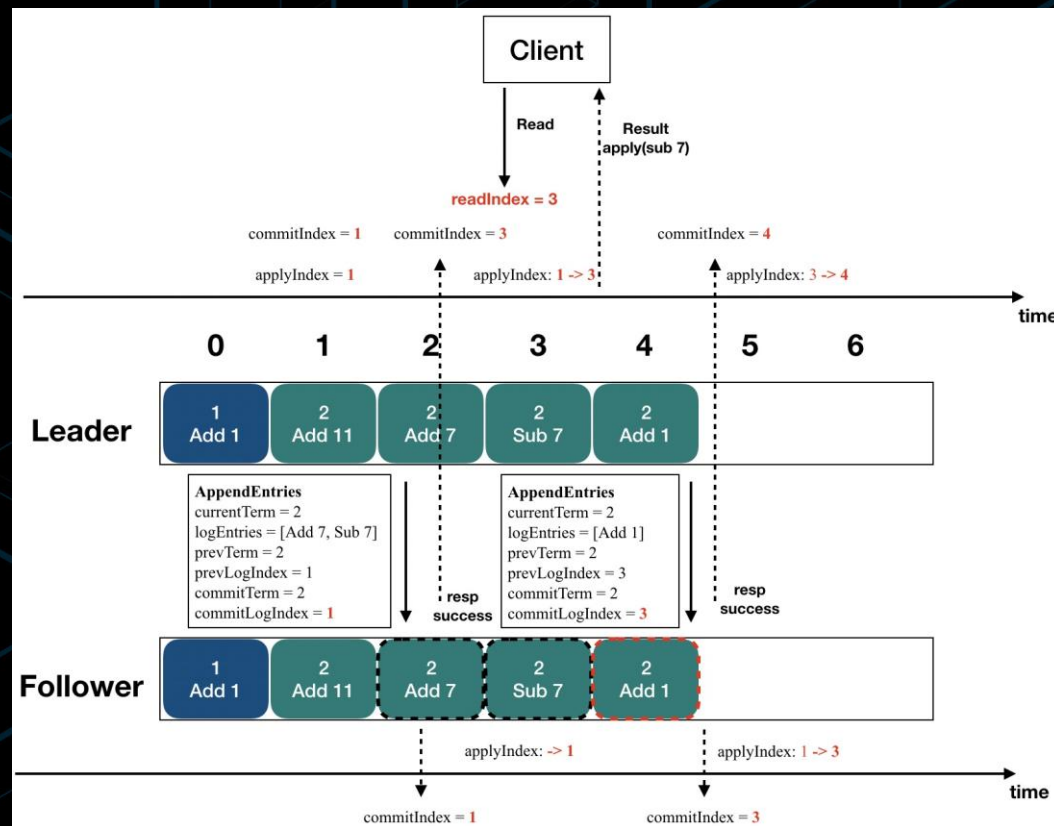 Client
Read
Result
apply(sub 7)
readIndex = 3
commitIndex = 1
commitIndex = 3
commitIndex = 4
applyIndex = 1
applyIndex: 1 -> 3
applyIndex: 3 -> 4
time
0 1 2 3 4 5 6
Leader
1
Add 1
2
Add 11
2
Add 7
2
Sub 7
2
Add 1
AppendEntries
currentTerm = 2
logEntries = [Add 7, Sub 7]
prevTerm = 2
prevLogIndex = 1
commitTerm = 2
commitLogIndex = 1
resp
success
AppendEntries
currentTerm = 2
logEntries = [Add 1]
prevTerm = 2
prevLogIndex = 3
commitTerm = 2
commitLogIndex = 3
resp
success
Follower
1
Add 1
2
Add 11
2
Add 7
2
Sub 7
2
Add 1
applyIndex: -> 1
applyIndex: 1 -> 3
time
commitIndex = 1
commitIndex = 3